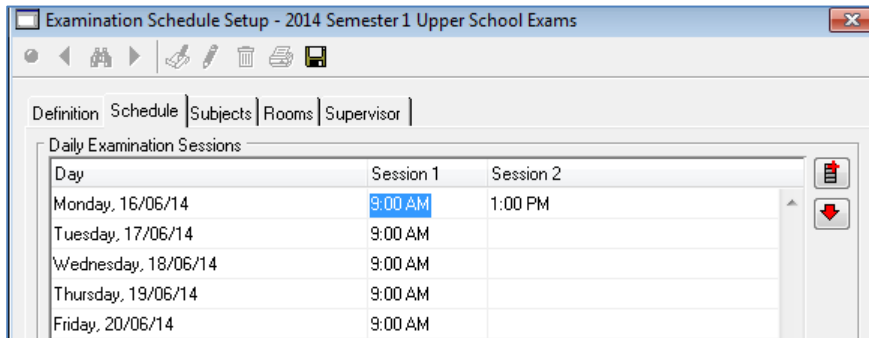 Examination Schedule Setup - 2014 Semester 1 Upper School Exams
Definition Schedule Subjects Rooms Supervisor
Daily Examination Sessions
Day Session 1 Session 2
Monday, 16/06/14 9:00 AM 1:00 PM
Tuesday, 17/06/14 9:00 AM
Wednesday, 18/06/14 9:00 AM
Thursday, 19/06/14 9:00 AM
Friday, 20/06/14 9:00 AM